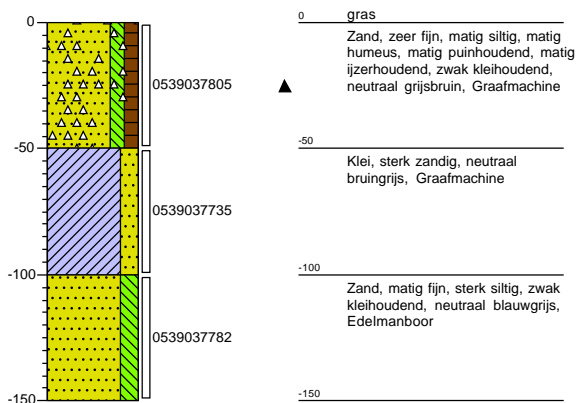 0
0539037805
-50
0539037735
-100
0539037782
-150
0 gras
Zand, zeer fijn, matig siltig, matig
humeus, matig puinhoudend, matig
ijzerhoudend, zwak kleihoudend,
neutraal grijsbruin, Graafmachine
-50
Klei, sterk zandig, neutraal
bruingrijs, Graafmachine
-100
Zand, matig fijn, sterk siltig, zwak
kleihoudend, neutraal blauwgrijs,
Edelmanboor
-150